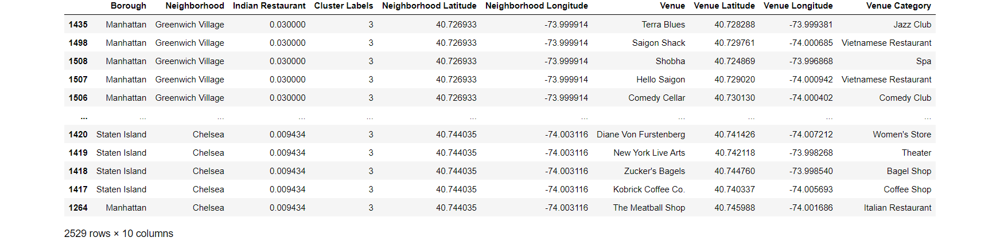 Borough Neighborhood Indian Restaurant Cluster Labels Neighborhood Latitude Neighborhood Longitude Venue Venue Latitude Venue Longitude Venue Category
1435 Manhattan Greenwich Village 0.030000 3 40.726933 -73.999914 Terra Blues 40.728288 -73.999381 Jazz Club
1498 Manhattan Greenwich Village 0.030000 3 40.726933 -73.999914 Saigon Shack 40.729761 -74.000685 Vietnamese Restaurant
1508 Manhattan Greenwich Village 0.030000 3 40.726933 -73.999914 Shobha 40.724869 -73.996868 Spa
1507 Manhattan Greenwich Village 0.030000 3 40.726933 -73.999914 Hello Saigon 40.729020 -74.000942 Vietnamese Restaurant
1506 Manhattan Greenwich Village 0.030000 3 40.726933 -73.999914 Comedy Cellar 40.730130 -74.000402 Comedy Club
... ... ... ... ... ... ... ... ... ... ...
1420 Staten Island Chelsea 0.009434 3 40.744035 -74.003116 Diane Von Furstenberg 40.741426 -74.007212 Women's Store
1419 Staten Island Chelsea 0.009434 3 40.744035 -74.003116 New York Live Arts 40.742118 -73.998268 Theater
1418 Staten Island Chelsea 0.009434 3 40.744035 -74.003116 Zucker's Bagels 40.744760 -73.998540 Bagel Shop
1417 Staten Island Chelsea 0.009434 3 40.744035 -74.003116 Kobrick Coffee Co. 40.740337 -74.005693 Coffee Shop
1264 Manhattan Chelsea 0.009434 3 40.744035 -74.003116 The Meatball Shop 40.745988 -74.001686 Italian Restaurant
2529 rows × 10 columns